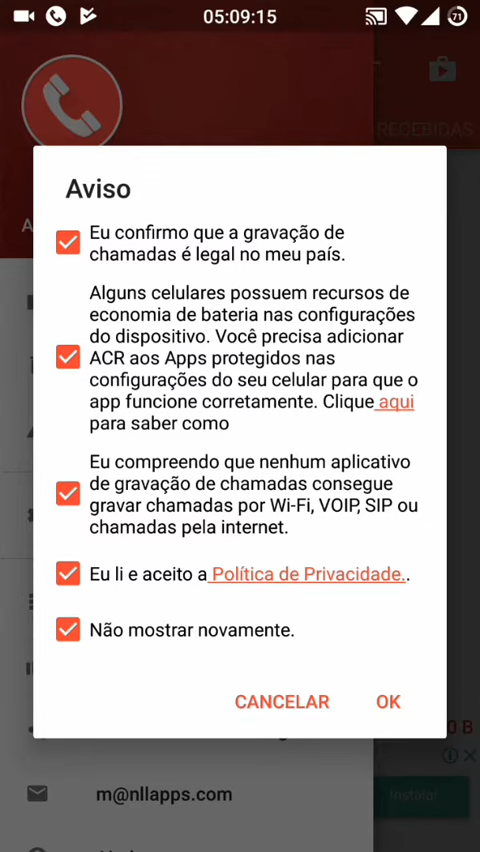 05:09:15
71
RECEBIDAS
A
Aviso
Eu confirmo que a gravação de
chamadas é legal no meu país.
Alguns celulares possuem recursos de
economia de bateria nas configurações
do dispositivo. Você precisa adicionar
ACR aos Apps protegidos nas
configurações do seu celular para que o
app funcione corretamente. Clique aqui
para saber como
Eu compreendo que nenhum aplicativo
de gravação de chamadas consegue
gravar chamadas por Wi-Fi, VOIP, SIP ou
chamadas pela internet.
Eu li e aceito a Política de Privacidade..
Não mostrar novamente.
CANCELAR OK
0 B
m@nllapps.com
Instalar